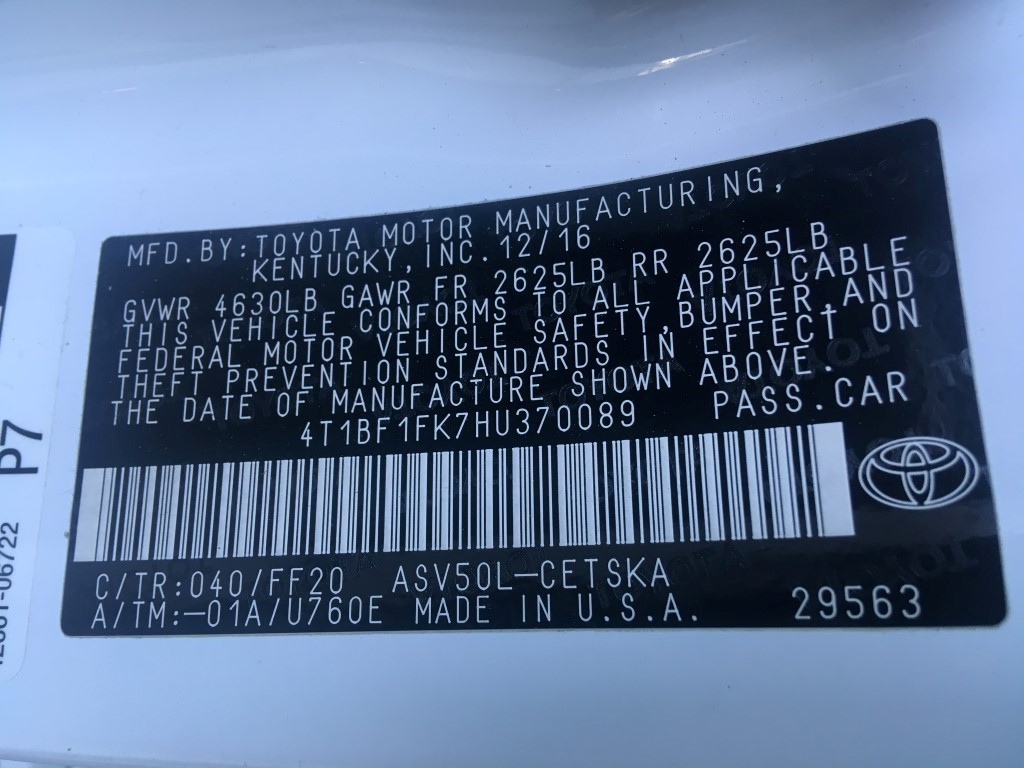 MFD.BY:TOYOTA MOTOR MANUFACTURING,
KENTUCKY,INC.12/16
GVWR 4630LB GAWR FR 2625LB RR 2625LB
THIS VEHICLE CONFORMS TO ALL APPLICABLE
FEDERAL MOTOR VEHICLE SAFETY,BUMPER,AND
THEFT PREVENTION STANDARDS IN EFFECT ON
THE DATE OF MANUFACTURE SHOWN ABOVE.
4T1BF1FK7HU370089 PASS.CAR
C/TR:040/FF20 ASV50L-CETSKA
A/TM:-01A/U760E MADE IN U.S.A. 29563
P7
06722